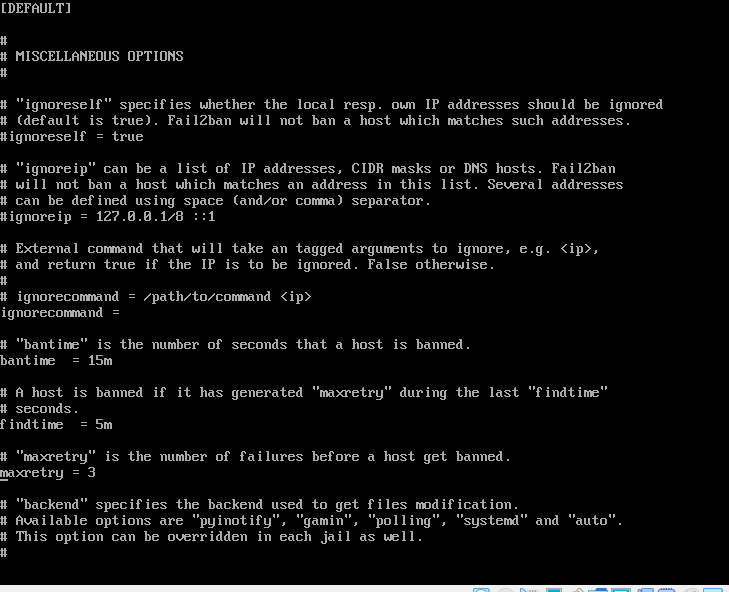 [DEFAULT]
#
# MISCELLANEOUS OPTIONS
#
# "ignoreself" specifies whether the local resp. own IP addresses should be ignored
# (default is true). Fail2ban will not ban a host which matches such addresses.
#ignoreself = true
# "ignoreip" can be a list of IP addresses, CIDR masks or DNS hosts. Fail2ban
# will not ban a host which matches an address in this list. Several addresses
# can be defined using space (and/or comma) separator.
#ignoreip = 127.0.0.1/8 ::1
# External command that will take an tagged arguments to ignore, e.g. <ip>,
# and return true if the IP is to be ignored. False otherwise.
#
# ignorecommand = /path/to/command <ip>
ignorecommand =
# "bantime" is the number of seconds that a host is banned.
bantime  = 15m
# A host is banned if it has generated "maxretry" during the last "findtime"
# seconds.
findtime  = 5m
# "maxretry" is the number of failures before a host get banned.
maxretry = 3
# "backend" specifies the backend used to get files modification.
# Available options are "pyinotify", "gamin", "polling", "systemd" and "auto".
# This option can be overridden in each jail as well.
#